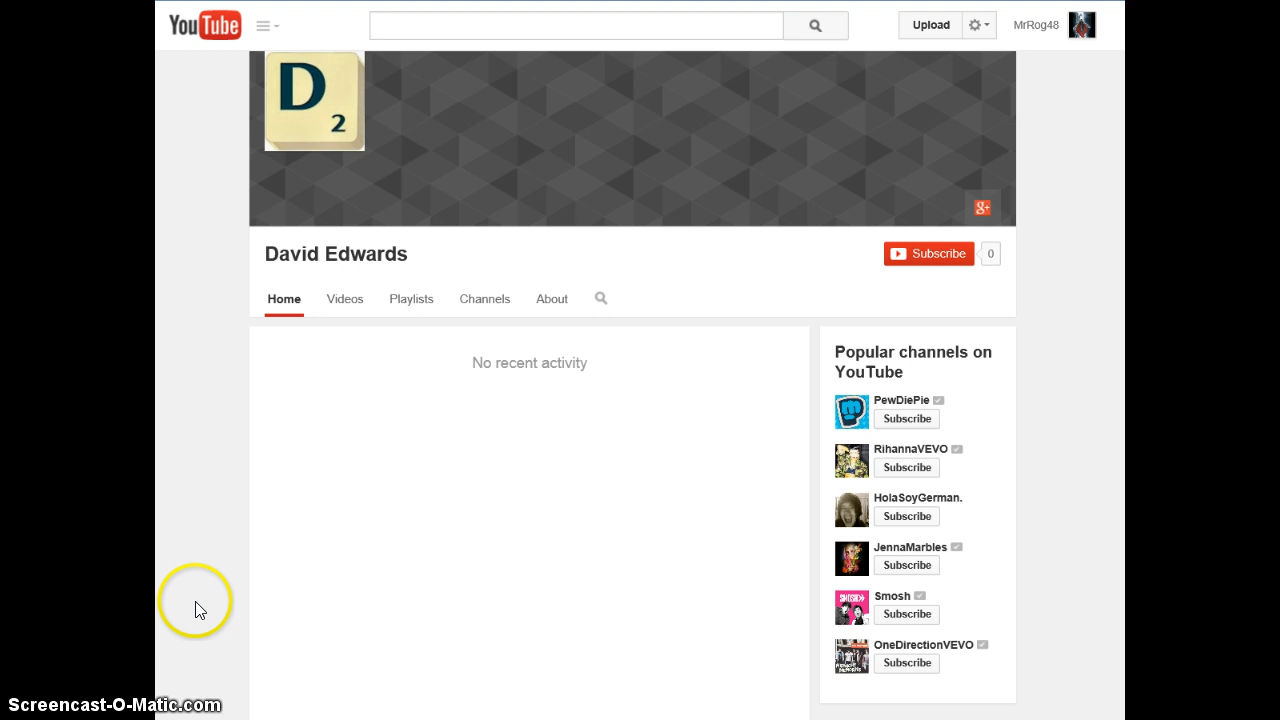 YouTube
Upload
MrRog48
D
2
g+
David Edwards
Subscribe 0
Home Videos Playlists Channels About
No recent activity
Popular channels on
YouTube
PewDiePie
Subscribe
RihannaVEVO
Subscribe
HolaSoyGerman.
Subscribe
JennaMarbles
Subscribe
Smosh
Subscribe
OneDirectionVEVO
Subscribe
Screencast-O-Matic.com